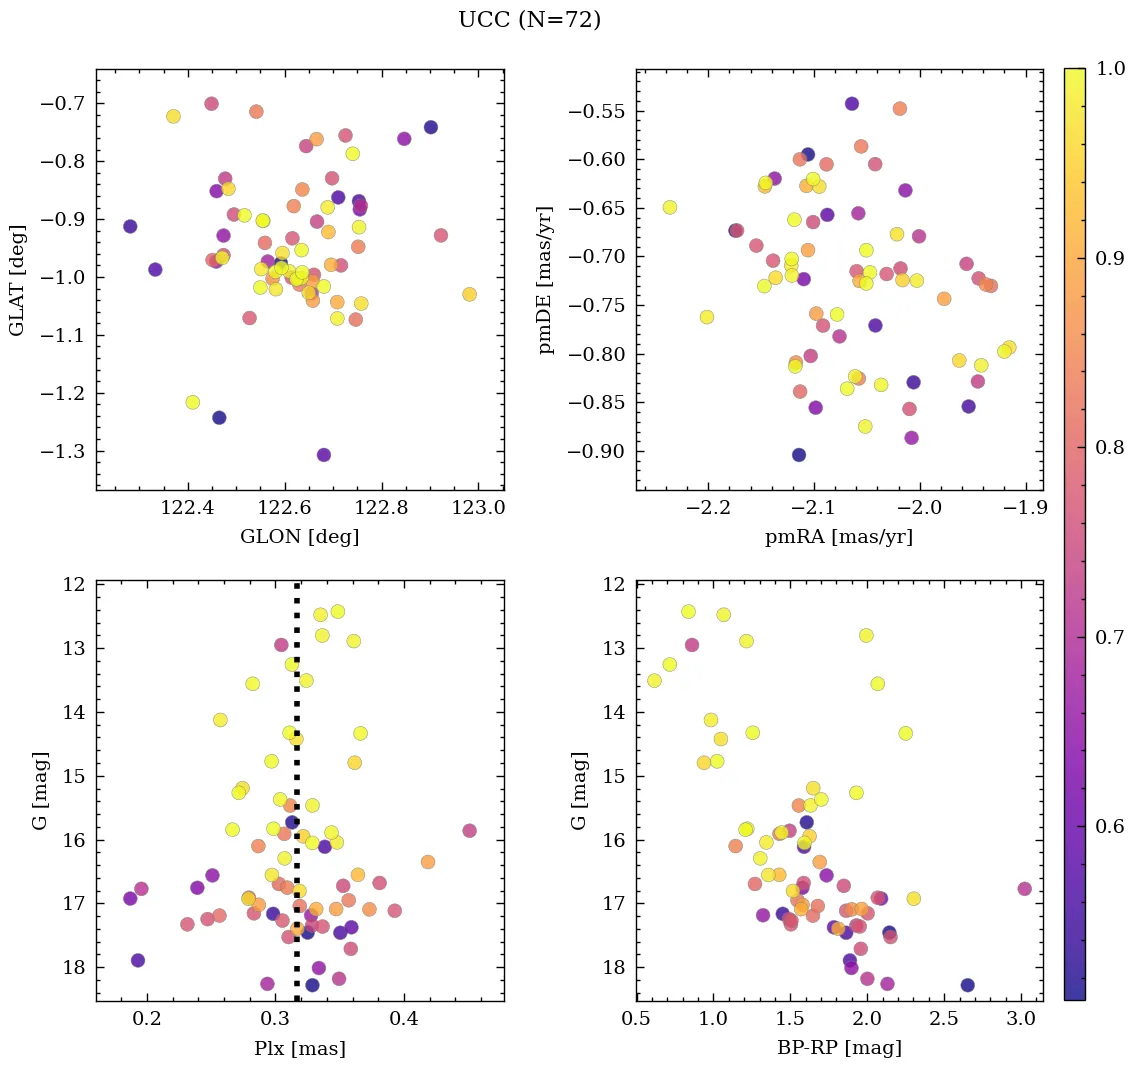 UCC (N=72)
−0.7
−0.8
−0.9
−1.0
−1.1
−1.2
−1.3
GLAT [deg]
122.4 122.6 122.8 123.0
GLON [deg]
−0.55
−0.60
−0.65
−0.70
−0.75
−0.80
−0.85
−0.90
pmDE [mas/yr]
−2.2 −2.1 −2.0 −1.9
pmRA [mas/yr]
12
13
14
15
16
17
18
G [mag]
0.2 0.3 0.4
Plx [mas]
12
13
14
15
16
17
18
G [mag]
0.5 1.0 1.5 2.0 2.5 3.0
BP-RP [mag]
1.0
0.9
0.8
0.7
0.6